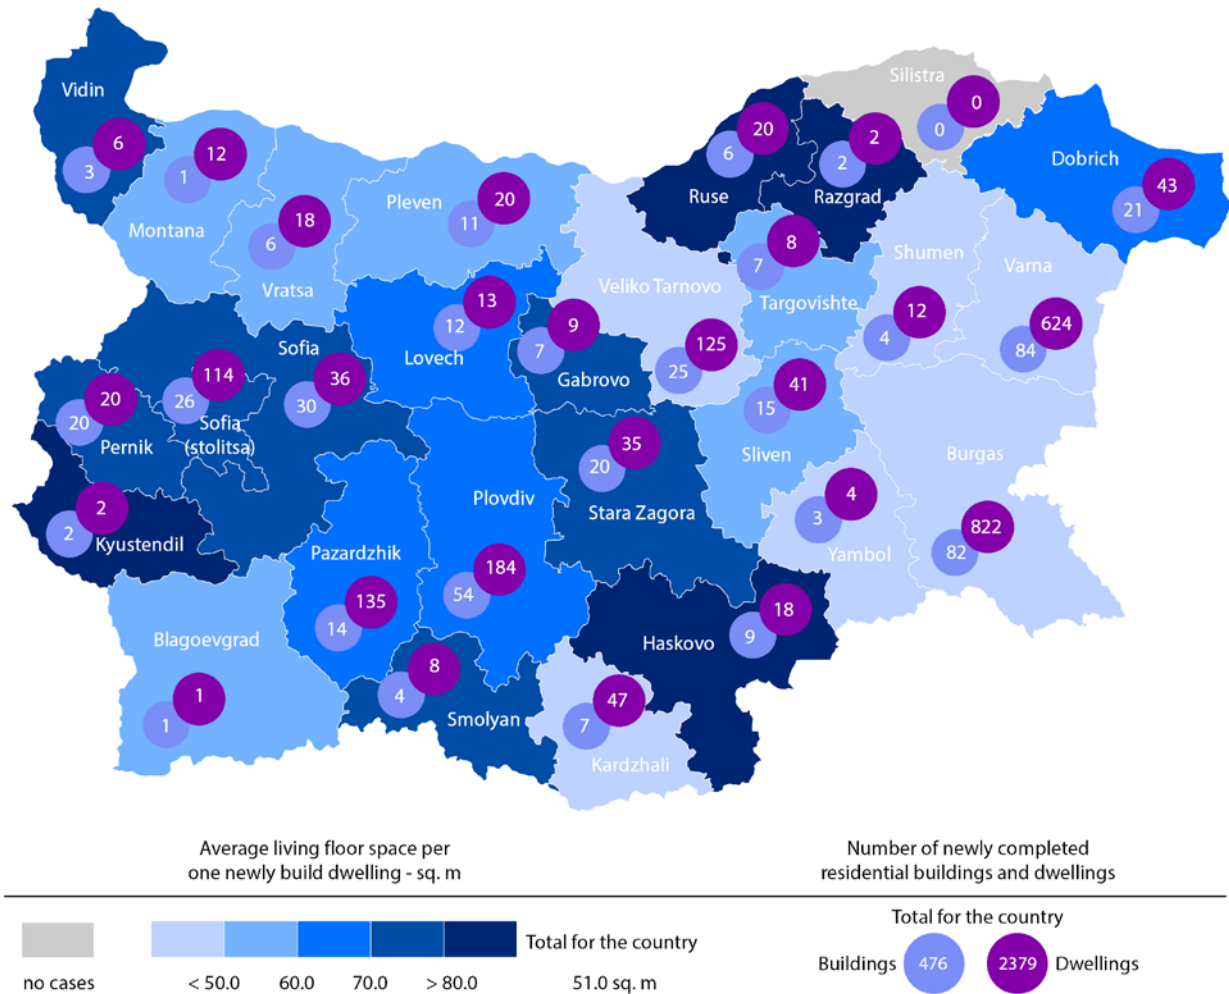 Vidin
6
3
12
1
Montana
18
6
Vratsa
Pleven
20
11
Silistra
0
0
20
6
Ruse
2
2
Razgrad
Dobrich
43
21
8
7
Targovishte
Shumen
12
4
Varna
624
84
Veliko Tarnovo
125
25
13
12
Lovech
9
7
Gabrovo
Sofia
36
30
114
26
Sofia
(stolitsa)
20
20
Pernik
41
15
Sliven
Burgas
822
82
35
20
Stara Zagora
Plovdiv
184
54
4
3
Yambol
2
2
Kyustendil
Pazardzhik
135
14
18
9
Haskovo
Blagoevgrad
1
1
8
4
Smolyan
47
7
Kardzhali
Average living floor space per
one newly build dwelling - sq. m
Number of newly completed
residential buildings and dwellings
Total for the country
Total for the country
Buildings 476 2379 Dwellings
no cases < 50.0 60.0 70.0 > 80.0 51.0 sq. m